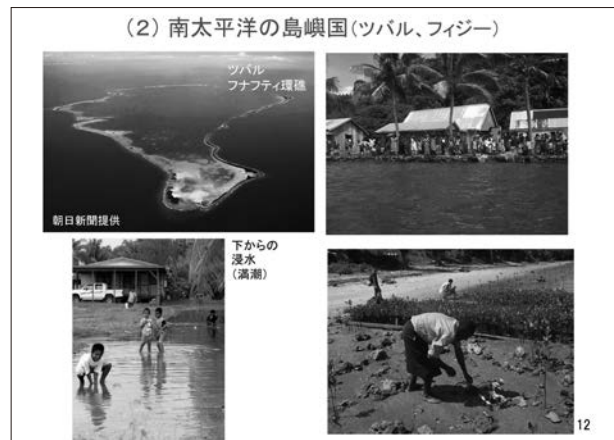 (2) 南太平洋の島嶼国(ツバル、フィジー)
ツバル
フナフティ環礁
朝日新聞提供
下からの
浸水
(満潮)
12